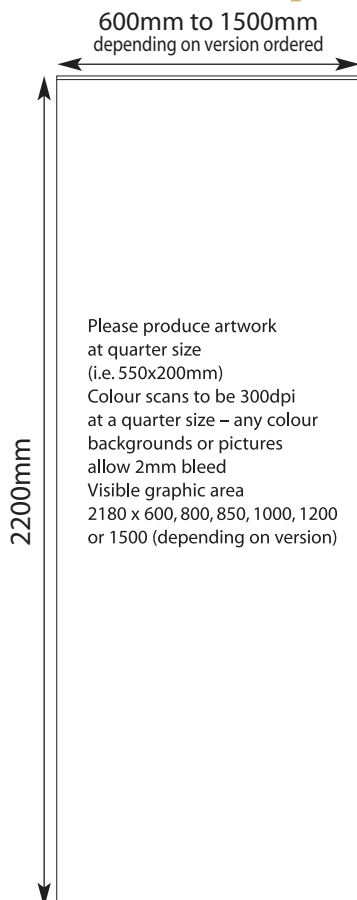 600mm to 1500mm
depending on version ordered
2200mm
Please produce artwork
at quarter size
(i.e. 550x200mm)
Colour scans to be 300dpi
at a quarter size – any colour
backgrounds or pictures
allow 2mm bleed
Visible graphic area
2180 x 600, 800, 850, 1000, 1200
or 1500 (depending on version)